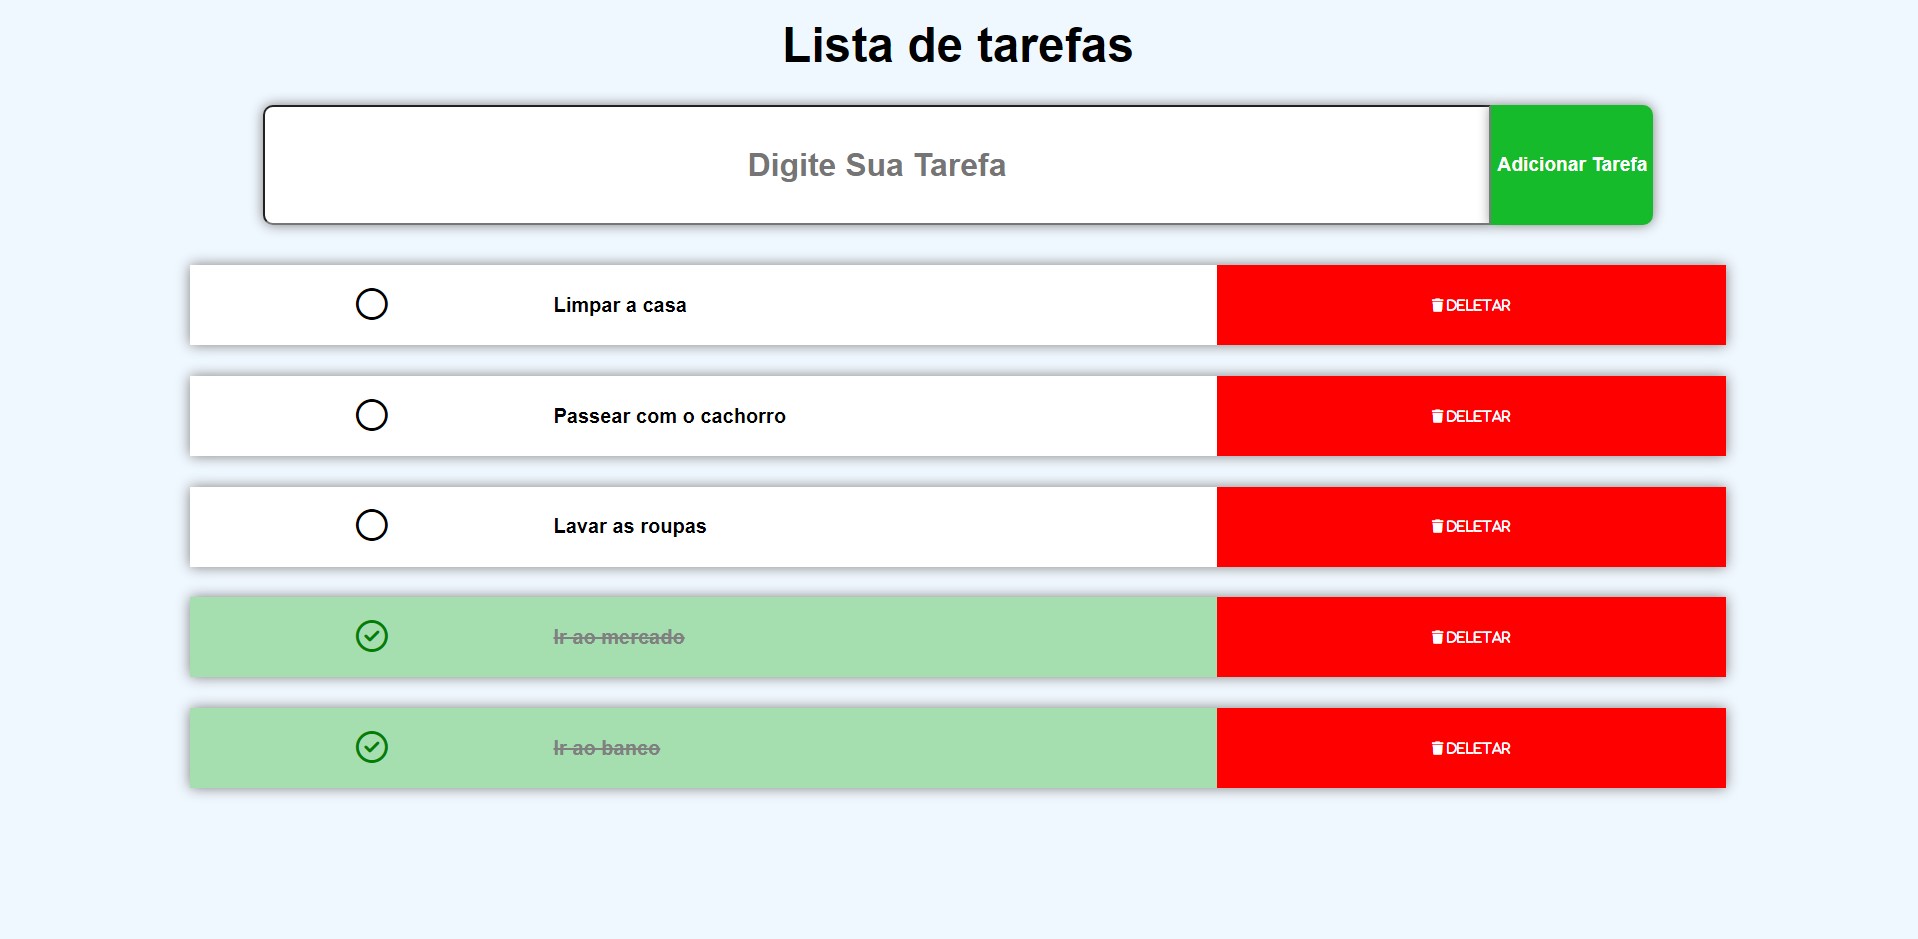 Lista de tarefas
Digite Sua Tarefa
Adicionar Tarefa
Limpar a casa
DELETAR
Passear com o cachorro
DELETAR
Lavar as roupas
DELETAR
Ir ao mercado
DELETAR
Ir ao banco
DELETAR